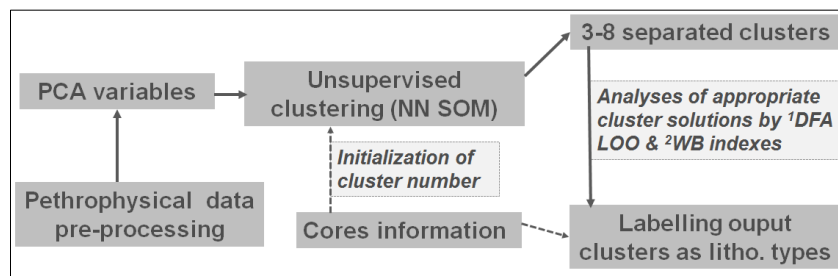 3-8 separated clusters
PCA variables
Unsupervised
clustering (NN SOM)
Analyses of appropriate
cluster solutions by ¹DFA
LOO & ²WB indexes
Initialization of
cluster number
Pethrophysical data
pre-processing
Cores information
Labelling ouput
clusters as litho. types